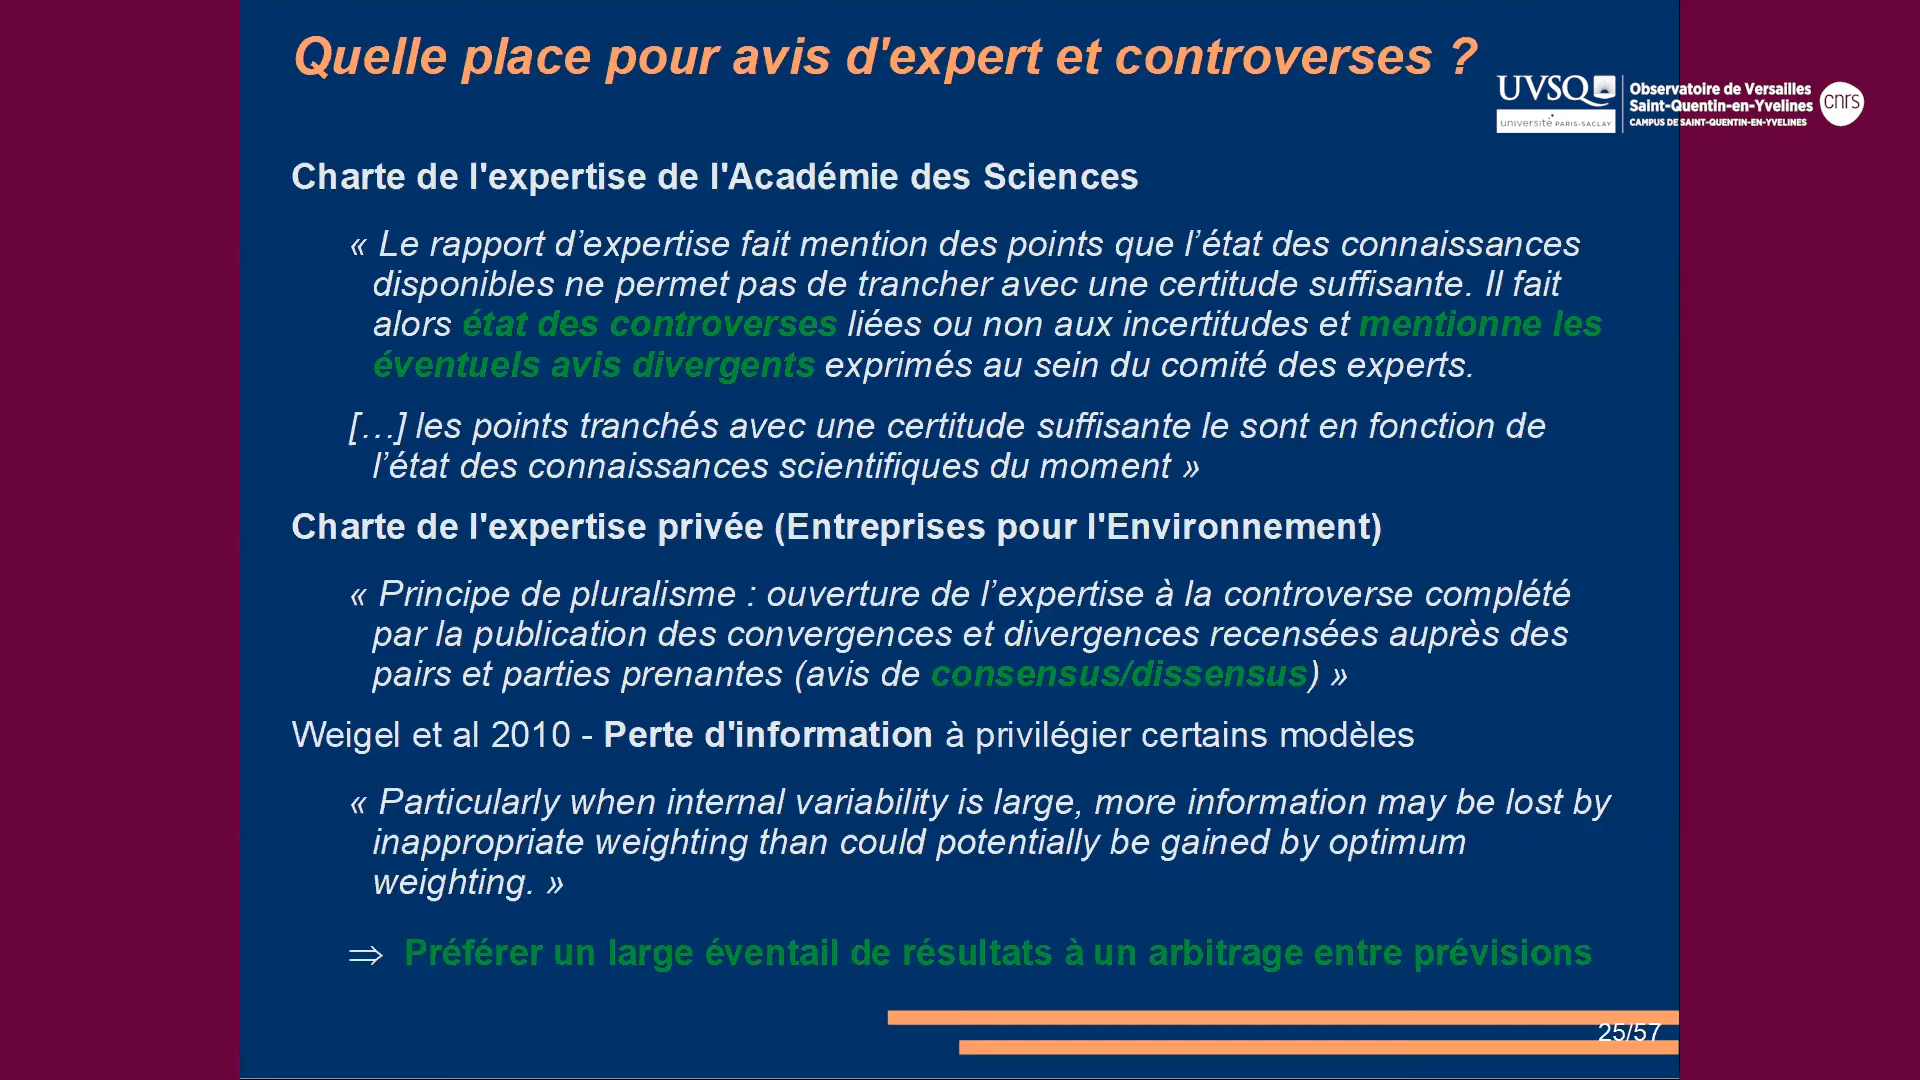 Quelle place pour avis d'expert et controverses ?
UVSQ
université PARIS-SACLAY
Observatoire de Versailles
Saint-Quentin-en-Yvelines
CAMPUS DE SAINT-QUENTIN-EN-YVELINES
cnrs
Charte de l'expertise de l'Académie des Sciences
« Le rapport d’expertise fait mention des points que l’état des connaissances
disponibles ne permet pas de trancher avec une certitude suffisante. Il fait
alors état des controverses liées ou non aux incertitudes et mentionne les
éventuels avis divergents exprimés au sein du comité des experts.
[…] les points tranchés avec une certitude suffisante le sont en fonction de
l’état des connaissances scientifiques du moment »
Charte de l'expertise privée (Entreprises pour l'Environnement)
« Principe de pluralisme : ouverture de l’expertise à la controverse complété
par la publication des convergences et divergences recensées auprès des
pairs et parties prenantes (avis de consensus/dissensus) »
Weigel et al 2010 - Perte d'information à privilégier certains modèles
« Particularly when internal variability is large, more information may be lost by
inappropriate weighting than could potentially be gained by optimum
weighting. »
⇒ Préférer un large éventail de résultats à un arbitrage entre prévisions
25/57